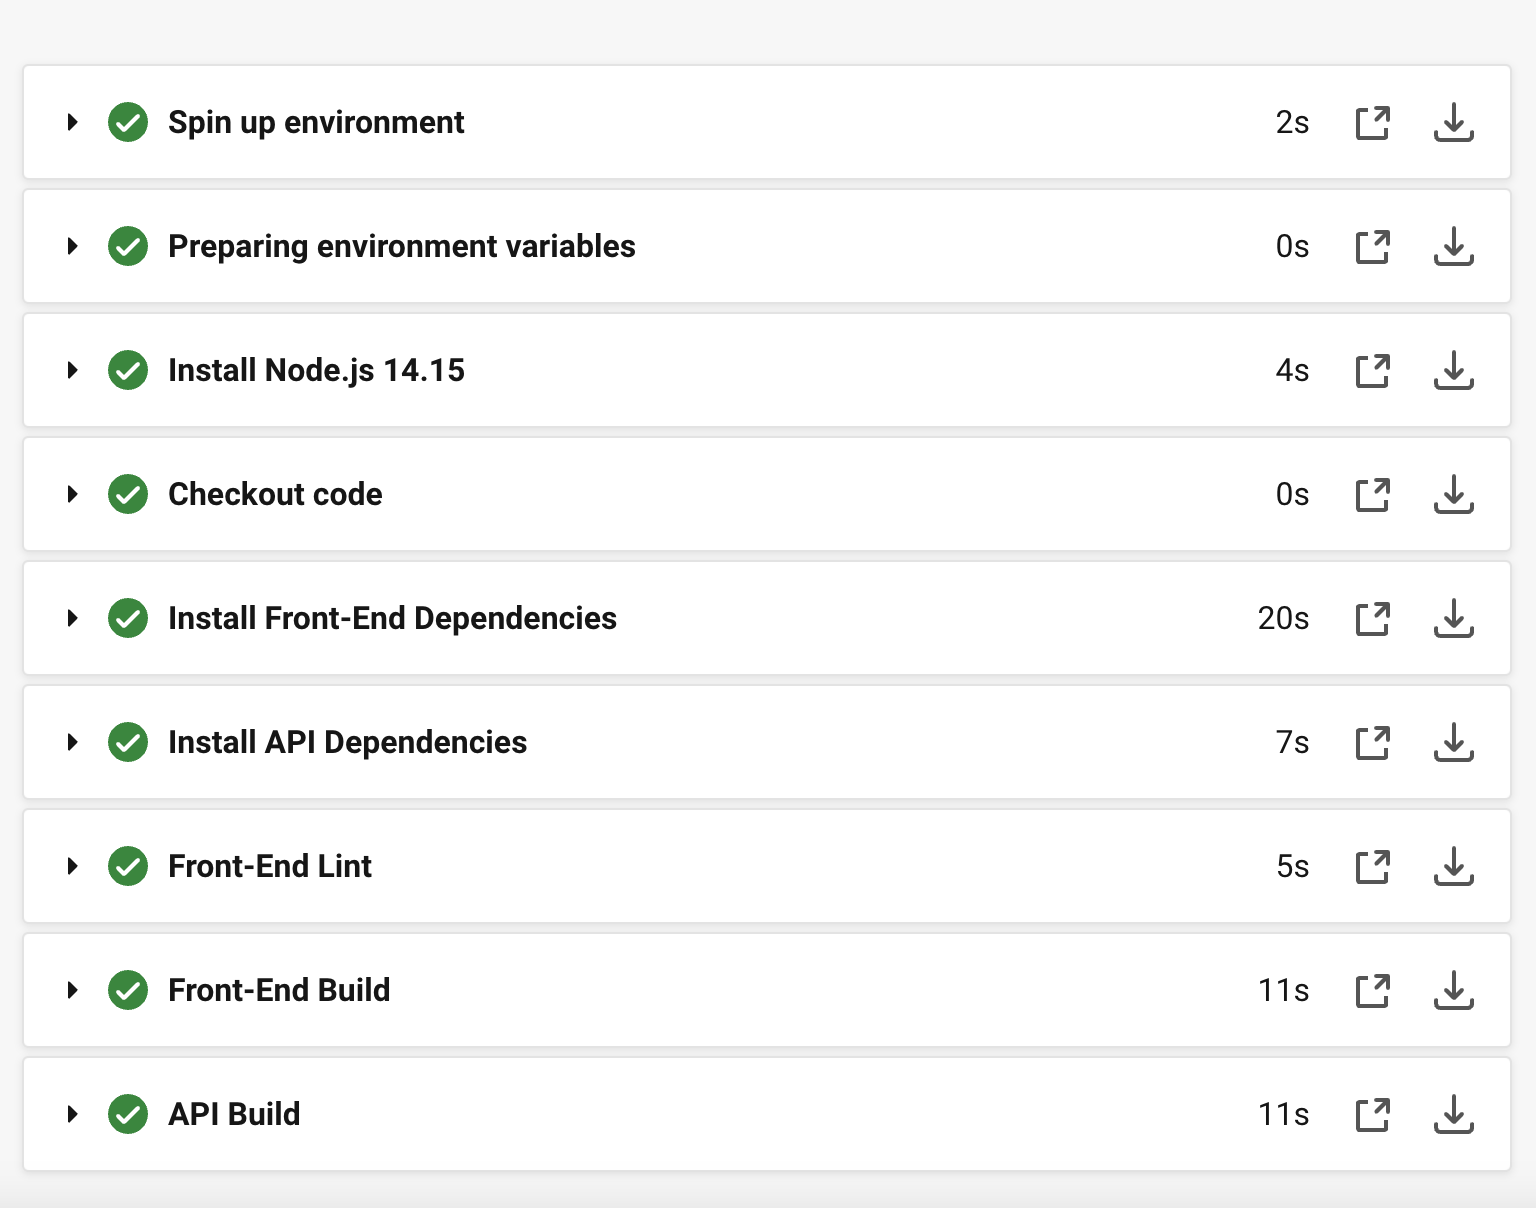 Spin up environment 2s
Preparing environment variables 0s
Install Node.js 14.15 4s
Checkout code 0s
Install Front-End Dependencies 20s
Install API Dependencies 7s
Front-End Lint 5s
Front-End Build 11s
API Build 11s